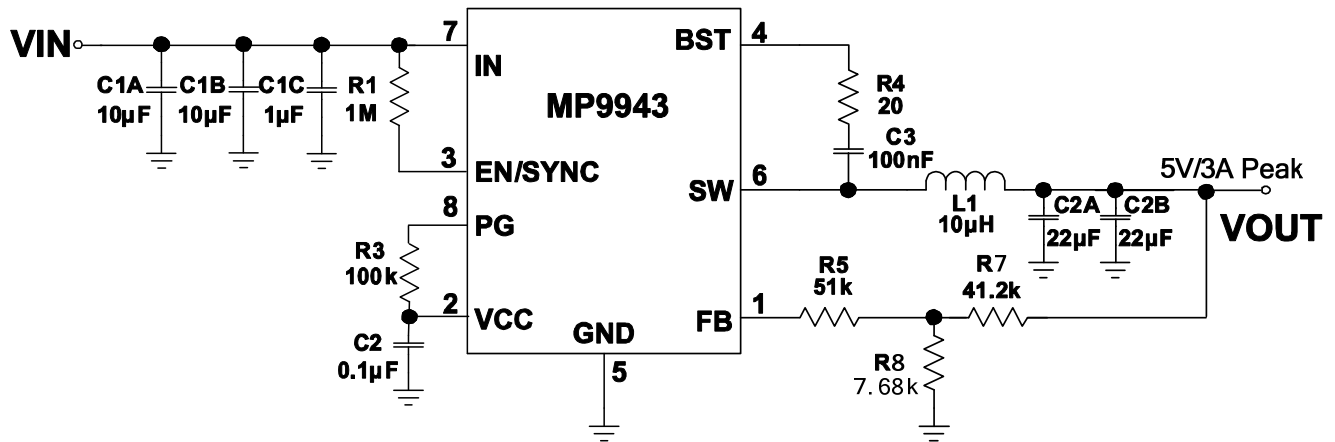 VIN
C1A
10µF
C1B
10µF
C1C
1µF
R1
1M
7
IN
3
EN/SYNC
8
PG
R3
100k
2
VCC
C2
0.1µF
MP9943
GND
5
BST
4
R4
20
C3
100nF
SW
6
L1
10µH
C2A
22µF
C2B
22µF
5V/3A Peak
VOUT
FB
1
R5
51k
R7
41.2k
R8
7.68k